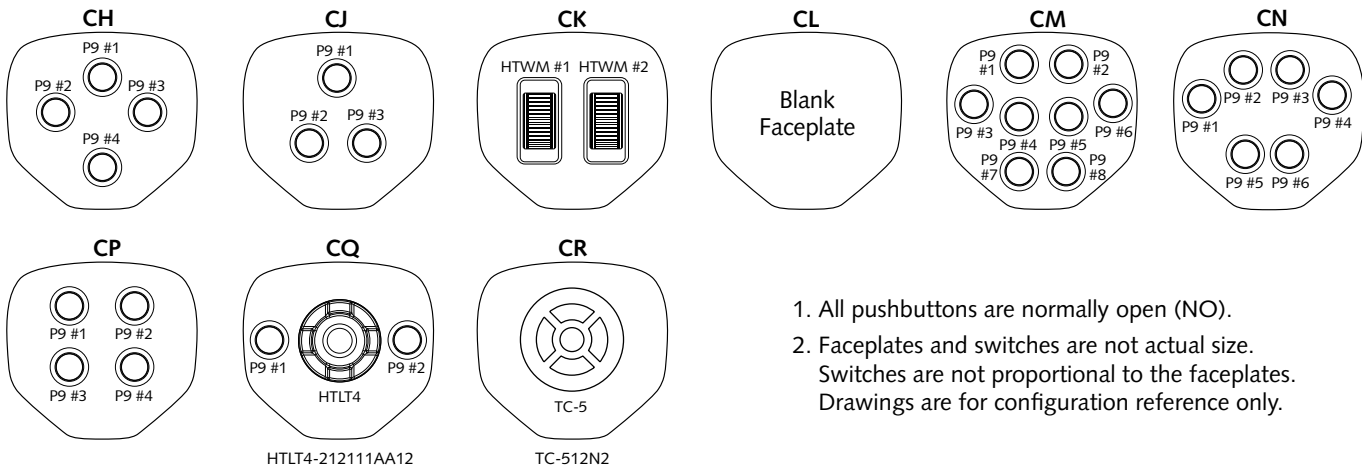 CH
P9 #1
P9 #2
P9 #3
P9 #4
CJ
P9 #1
P9 #2
P9 #3
CK
HTWM #1
HTWM #2
CL
Blank
Faceplate
CM
P9
#1
P9
#2
P9 #3
P9 #6
P9 #4
P9 #5
P9
#7
P9
#8
CN
P9 #2
P9 #3
P9 #1
P9 #4
P9 #5
P9 #6
CP
P9 #1
P9 #2
P9 #3
P9 #4
CQ
P9 #1
P9 #2
HTLT4
HTLT4-212111AA12
CR
TC-5
TC-512N2
1. All pushbuttons are normally open (NO).
2. Faceplates and switches are not actual size.
Switches are not proportional to the faceplates.
Drawings are for configuration reference only.